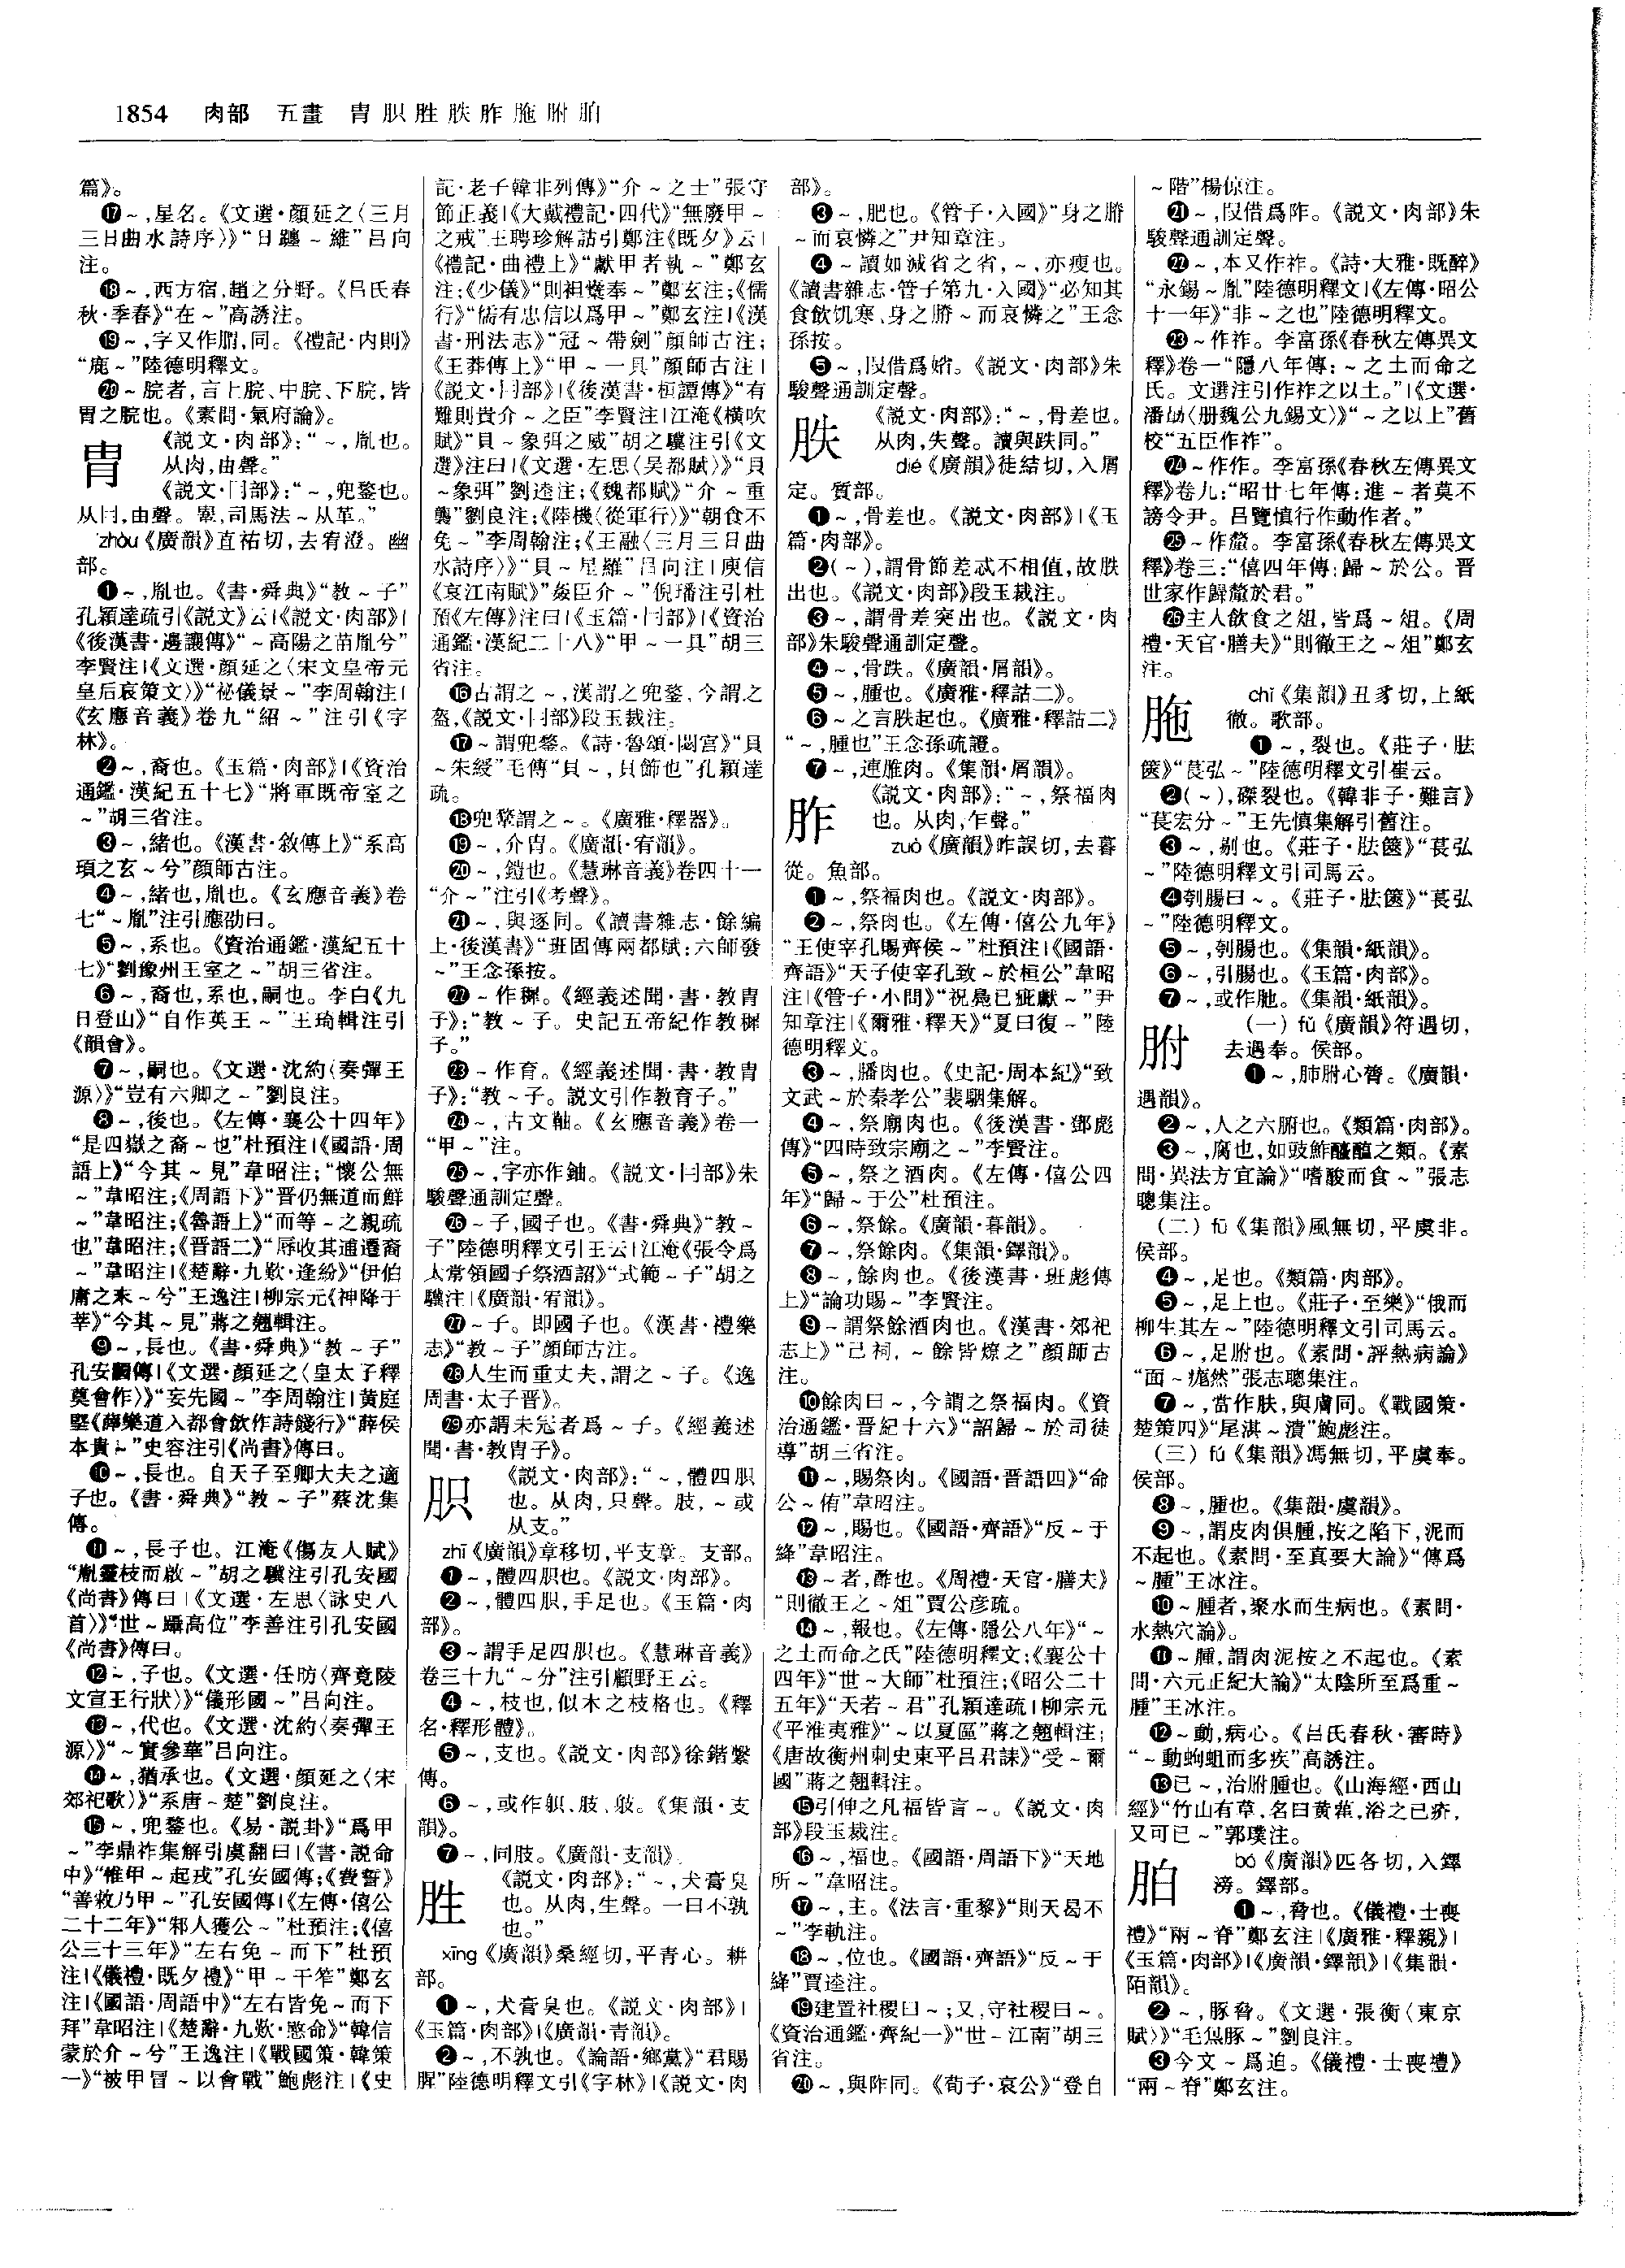 1854 肉部 五畫 胄胑胜胅胙胣胕胉
篇》。
⓱～,星名。《文選·顔延之〈三月
三日曲水詩序〉》“日躔～維”吕向
注。
⓲～,西方宿,趙之分野。《吕氏春
秋·季春》“在～”高誘注。
⓳～,字又作䐁,同。《禮記·内則》
“鹿～”陸德明釋文。
⓴～脘者,言上脘、中脘、下脘,皆
胃之脘也。《素問·氣府論》。
胄
《説文·肉部》:“～,胤也。
从肉,由聲。”
《説文·冃部》:“～,兜鍪也。
从冃,由聲。䩜,司馬法～从革。”
zhòu《廣韻》直祐切,去宥澄。幽
部。
❶～,胤也。《書·舜典》“教～子”
孔穎達疏引《説文》云|《説文·肉部》|
《後漢書·邊讓傳》“～高陽之苗胤兮”
李賢注|《文選·顔延之〈宋文皇帝元
皇后哀策文〉》“祕儀景～”李周翰注|
《玄應音義》卷九“紹～”注引《字
林》。
❷～,裔也。《玉篇·肉部》|《資治
通鑑·漢紀五十七》“將軍既帝室之
～”胡三省注。
❸～,緒也。《漢書·敘傳上》“系高
頊之玄～兮”顔師古注。
❹～,緒也,胤也。《玄應音義》卷
七“～胤”注引應劭曰。
❺～,系也。《資治通鑑·漢紀五十
七》“劉豫州王室之～”胡三省注。
❻～,裔也,系也,嗣也。李白《九
日登山》“自作英王～”王琦輯注引
《韻會》。
❼～,嗣也。《文選·沈約〈奏彈王
源〉》“豈有六卿之～”劉良注。
❽～,後也。《左傳·襄公十四年》
“是四嶽之裔～也”杜預注|《國語·周
語上》“今其～見”韋昭注;“懷公無
～”韋昭注;《周語下》“晋仍無道而鮮
～”韋昭注;《魯語上》“而等～之親疏
也”韋昭注;《晋語二》“辱收其逋遷裔
～”韋昭注|《楚辭·九歎·逢紛》“伊伯
庸之末～兮”王逸注|柳宗元《神降于
莘》“今其～見”蔣之翹輯注。
❾～,長也。《書·舜典》“教～子”
孔安國傳|《文選·顔延之〈皇太子釋
奠會作〉》“妄先國～”李周翰注|黄庭
堅《薛樂道入都會飲作詩餞行》“薛侯
本貴～”史容注引《尚書》傳曰。
❿～,長也。自天子至卿大夫之適
子也。《書·舜典》“教～子”蔡沈集
傳。
⓫～,長子也。江淹《傷友人賦》
“胤靈枝而啟～”胡之驥注引孔安國
《尚書》傳曰|《文選·左思〈詠史八
首〉》“世～躡高位”李善注引孔安國
《尚書》傳曰。
⓬～,子也。《文選·任昉〈齊竟陵
文宣王行狀〉》“儀形國～”吕向注。
⓭～,代也。《文選·沈約〈奏彈王
源〉》“～實參華”吕向注。
⓮～,猶承也。《文選·顔延之〈宋
郊祀歌〉》“系唐～楚”劉良注。
⓯～,兜鍪也。《易·説卦》“爲甲
～”李鼎祚集解引虞翻曰|《書·説命
中》“惟甲～起戎”孔安國傳;《費誓》
“善敹乃甲～”孔安國傳|《左傳·僖公
二十二年》“邾人獲公～”杜預注;《僖
公三十三年》“左右免～而下”杜預
注|《儀禮·既夕禮》“甲～干笮”鄭玄
注|《國語·周語中》“左右皆免～而下
拜”韋昭注|《楚辭·九歎·愍命》“韓信
蒙於介～兮”王逸注|《戰國策·韓策
一》“被甲冒～以會戰”鮑彪注|《史
記·老子韓非列傳》“介～之士”張守
節正義|《大戴禮記·四代》“無廢甲～
之戒”王聘珍解詁引鄭注《既夕》云|
《禮記·曲禮上》“獻甲者執～”鄭玄
注;《少儀》“則袒櫜奉～”鄭玄注;《儒
行》“儒有忠信以爲甲～”鄭玄注|《漢
書·刑法志》“冠～帶劍”顔師古注;
《王莽傳上》“甲～一具”顔師古注|
《説文·冃部》|《後漢書·桓譚傳》“有
難則貴介～之臣”李賢注|江淹《横吹
賦》“貝～象弭之威”胡之驥注引《文
選》注曰|《文選·左思〈吴都賦〉》“貝
～象弭”劉逵注;《魏都賦》“介～重
襲”劉良注;《陸機〈從軍行〉》“朝食不
免～”李周翰注;《王融〈三月三日曲
水詩序〉》“貝～星羅”吕向注|庾信
《哀江南賦》“姦臣介～”倪璠注引杜
預《左傳》注曰|《玉篇·冃部》|《資治
通鑑·漢紀二十八》“甲～一具”胡三
省注。
⓰古謂之～,漢謂之兜鍪,今謂之
盔,《説文·冃部》段玉裁注。
⓱～謂兜鍪。《詩·魯頌·閟宫》“貝
～朱綅”毛傳“貝～,貝飾也”孔穎達
疏。
⓲兜鍪謂之～。《廣雅·釋器》。
⓳～,介胄。《廣韻·宥韻》。
⓴～,鎧也。《慧琳音義》卷四十一
“介～”注引《考聲》。
㉑～,與逐同。《讀書雜志·餘編
上·後漢書》“班固傳兩都賦:六師發
～”王念孫按。
㉒～作穉。《經義述聞·書·教胄
子》:“教～子。史記五帝紀作教穉
子。”
㉓～作育。《經義述聞·書·教胄
子》:“教～子。説文引作教育子。”
㉔～,古文軸。《玄應音義》卷一
“甲～”注。
㉕～,字亦作鈾。《説文·冃部》朱
駿聲通訓定聲。
㉖～子,國子也。《書·舜典》“教～
子”陸德明釋文引王云|江淹《張令爲
太常領國子祭酒詔》“式範～子”胡之
驥注|《廣韻·宥韻》。
㉗～子。即國子也。《漢書·禮樂
志》“教～子”顔師古注。
㉘人生而重丈夫,謂之～子。《逸
周書·太子晋》。
㉙亦謂未冠者爲～子。《經義述
聞·書·教胄子》。
胑
《説文·肉部》:“～,體四胑
也。从肉,只聲。肢,～或
从支。”
zhī《廣韻》章移切,平支章。支部。
❶～,體四胑也。《説文·肉部》。
❷～,體四胑,手足也。《玉篇·肉
部》。
❸～謂手足四胑也。《慧琳音義》
卷三十九“～分”注引顧野王云。
❹～,枝也,似木之枝格也。《釋
名·釋形體》。
❺～,支也。《説文·肉部》徐鍇繫
傳。
❻～,或作躯、肢、䞚。《集韻·支
韻》。
❼～,同肢。《廣韻·支韻》。
胜
《説文·肉部》:“～,犬膏臭
也。从肉,生聲。一曰不孰
也。”
xīng《廣韻》桑經切,平青心。耕
部。
❶～,犬膏臭也。《説文·肉部》|
《玉篇·肉部》|《廣韻·青韻》。
❷～,不孰也。《論語·鄉黨》“君賜
腥”陸德明釋文引《字林》|《説文·肉
部》。
❸～,肥也。《管子·入國》“身之膌
～而哀憐之”尹知章注。
❹～讀如減省之省,～,亦瘦也。
《讀書雜志·管子第九·入國》“必知其
食飲飢寒、身之膌～而哀憐之”王念
孫按。
❺～,叚借爲㛮。《説文·肉部》朱
駿聲通訓定聲。
胅
《説文·肉部》:“～,骨差也。
从肉,失聲。讀與跌同。”
dié《廣韻》徒結切,入屑
定。質部。
❶～,骨差也。《説文·肉部》|《玉
篇·肉部》。
❷(～),謂骨節差忒不相值,故胅
出也。《説文·肉部》段玉裁注。
❸～,謂骨差突出也。《説文·肉
部》朱駿聲通訓定聲。
❹～,骨胅。《廣韻·屑韻》。
❺～,腫也。《廣雅·釋詁二》。
❻～之言胅起也。《廣雅·釋詁二》
“～,腫也”王念孫疏證。
❼～,連脽肉。《集韻·屑韻》。
胙
《説文·肉部》:“～,祭福肉
也。从肉,乍聲。”
zuò《廣韻》昨誤切,去暮
從。魚部。
❶～,祭福肉也。《説文·肉部》。
❷～,祭肉也。《左傳·僖公九年》
“王使宰孔賜齊侯～”杜預注|《國語·
齊語》“天子使宰孔致～於桓公”韋昭
注|《管子·小問》“祝鳧已疪獻～”尹
知章注|《爾雅·釋天》“夏曰復～”陸
德明釋文。
❸～,膰肉也。《史記·周本紀》“致
文武～於秦孝公”裴駰集解。
❹～,祭廟肉也。《後漢書·鄧彪
傳》“四時致宗廟之～”李賢注。
❺～,祭之酒肉。《左傳·僖公四
年》“歸～于公”杜預注。
❻～,祭餘。《廣韻·暮韻》。
❼～,祭餘肉。《集韻·鐸韻》。
❽～,餘肉也。《後漢書·班彪傳
上》“論功賜～”李賢注。
❾～謂祭餘酒肉也。《漢書·郊祀
志上》“已祠,～餘皆燎之”顔師古
注。
❿餘肉曰～,今謂之祭福肉。《資
治通鑑·晉紀十六》“詔歸～於司徒
導”胡三省注。
⓫～,賜祭肉。《國語·晋語四》“命
公～侑”韋昭注。
⓬～,賜也。《國語·齊語》“反～于
絳”韋昭注。
⓭～者,酢也。《周禮·天官·膳夫》
“則徹王之～俎”賈公彦疏。
⓮～,報也。《左傳·隱公八年》“～
之土而命之氏”陸德明釋文;《襄公十
四年》“世～大師”杜預注;《昭公二十
五年》“天若～君”孔穎達疏|柳宗元
《平淮夷雅》“～以夏區”蔣之翹輯注;
《唐故衡州刺史東平吕君誄》“受～爾
國”蔣之翹輯注。
⓯引伸之凡福皆言～。《説文·肉
部》段玉裁注。
⓰～,福也。《國語·周語下》“天地
所～”韋昭注。
⓱～,主。《法言·重黎》“則天曷不
～”李軌注。
⓲～,位也。《國語·齊語》“反～于
絳”賈逵注。
⓳建置社稷曰～;又,守社稷曰～。
《資治通鑑·齊紀一》“世～江南”胡三
省注。
⓴～,與阼同。《荀子·哀公》“登自
～階”楊倞注。
㉑～,叚借爲阼。《説文·肉部》朱
駿聲通訓定聲。
㉒～,本又作祚。《詩·大雅·既醉》
“永錫～胤”陸德明釋文|《左傳·昭公
十一年》“非～之也”陸德明釋文。
㉓～作祚。李富孫《春秋左傳異文
釋》卷一“隱八年傳:～之土而命之
氏。文選注引作祚之以土。”|《文選·
潘勗〈册魏公九錫文〉》“～之以土”舊
校“五臣作祚”。
㉔～作作。李富孫《春秋左傳異文
釋》卷九:“昭廿七年傳:進～者莫不
謗令尹。吕覽慎行作動作者。”
㉕～作釐。李富孫《春秋左傳異文
釋》卷三:“僖四年傳:歸～於公。晋
世家作歸釐於君。”
㉖主人飲食之俎,皆爲～俎。《周
禮·天官·膳夫》“則徹王之～俎”鄭玄
注。
胣
chǐ《集韻》丑豸切,上紙
徹。歌部。
❶～,裂也。《莊子·胠
篋》“萇弘～”陸德明釋文引崔云。
❷(～),磔裂也。《韓非子·難言》
“萇宏分～”王先慎集解引舊注。
❸～,剔也。《莊子·胠篋》“萇弘
～”陸德明釋文引司馬云。
❹刳腸曰～。《莊子·胠篋》“萇弘
～”陸德明釋文。
❺～,刳腸也。《集韻·紙韻》。
❻～,引腸也。《玉篇·肉部》。
❼～,或作肔。《集韻·紙韻》。
胕
(一)fù《廣韻》符遇切,
去遇奉。侯部。
❶～,肺胕心膂。《廣韻·
遇韻》。
❷～,人之六腑也。《類篇·肉部》。
❸～,腐也,如豉鮓醯醢之類。《素
問·異法方宜論》“嗜酸而食～”張志
聰集注。
(二)fū《集韻》風無切,平虞非。
侯部。
❹～,足也。《類篇·肉部》。
❺～,足上也。《莊子·至樂》“俄而
柳生其左～”陸德明釋文引司馬云。
❻～,足胕也。《素問·評熱病論》
“面～痝然”張志聰集注。
❼～,當作肤,與膚同。《戰國策·
楚策四》“尾湛～潰”鮑彪注。
(三)fú《集韻》馮無切,平虞奉。
侯部。
❽～,腫也。《集韻·虞韻》。
❾～,謂皮肉俱腫,按之陷下,泥而
不起也。《素問·至真要大論》“傳爲
～腫”王冰注。
❿～腫者,聚水而生病也。《素問·
水熱穴論》。
⓫～腫,謂肉泥按之不起也。《素
問·六元正紀大論》“太陰所至爲重～
腫”王冰注。
⓬～動,病心。《吕氏春秋·審時》
“～動蚼蛆而多疾”高誘注。
⓭已～,治胕腫也。《山海經·西山
經》“竹山有草,名曰黄雚,浴之已疥,
又可已～”郭璞注。
胉
bó《廣韻》匹各切,入鐸
滂。鐸部。
❶～,脅也。《儀禮·士喪
禮》“兩～脊”鄭玄注|《廣雅·釋親》|
《玉篇·肉部》|《廣韻·鐸韻》|《集韻·
陌韻》。
❷～,豚脅。《文選·張衡〈東京
賦〉》“毛炰豚～”劉良注。
❸今文～爲迫。《儀禮·士喪禮》
“兩～脊”鄭玄注。